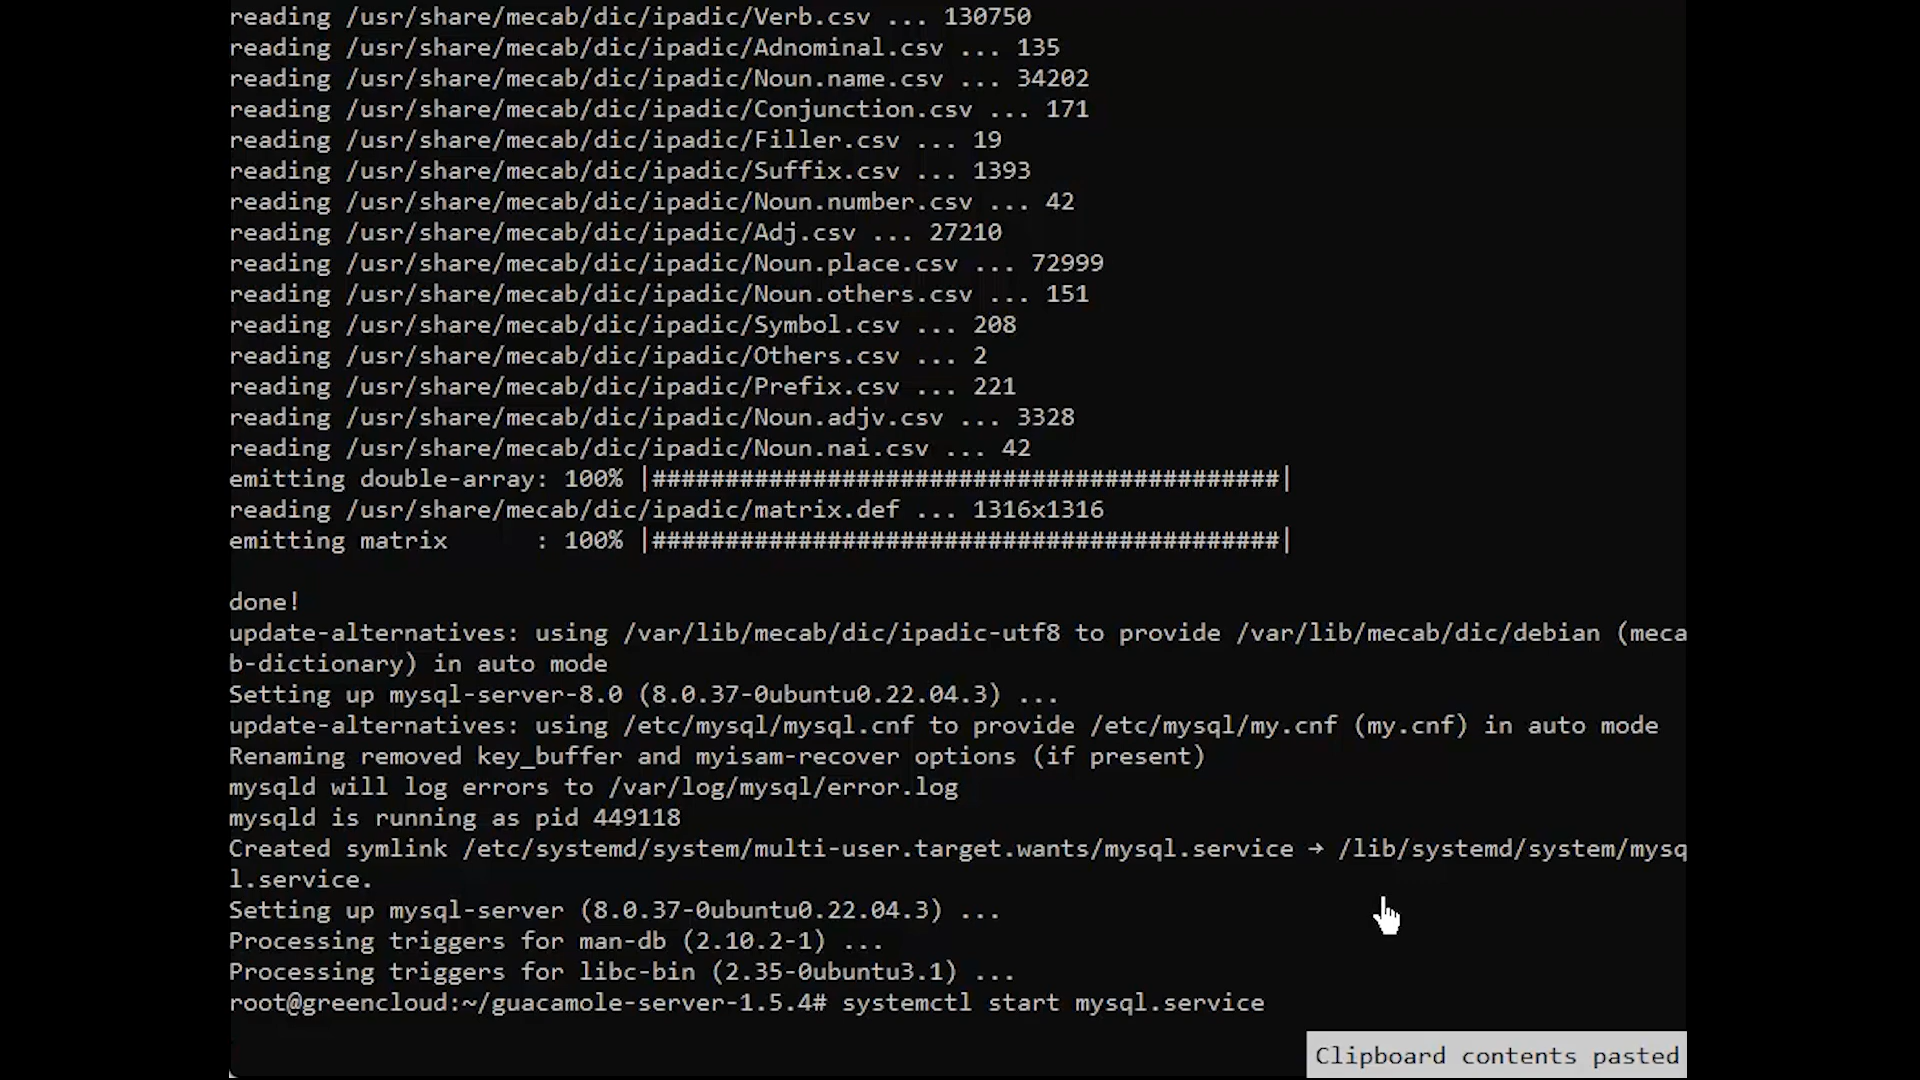 reading /usr/share/mecab/dic/ipadic/Verb.csv ... 130750
reading /usr/share/mecab/dic/ipadic/Adnominal.csv ... 135
reading /usr/share/mecab/dic/ipadic/Noun.name.csv ... 34202
reading /usr/share/mecab/dic/ipadic/Conjunction.csv ... 171
reading /usr/share/mecab/dic/ipadic/Filler.csv ... 19
reading /usr/share/mecab/dic/ipadic/Suffix.csv ... 1393
reading /usr/share/mecab/dic/ipadic/Noun.number.csv ... 42
reading /usr/share/mecab/dic/ipadic/Adj.csv ... 27210
reading /usr/share/mecab/dic/ipadic/Noun.place.csv ... 72999
reading /usr/share/mecab/dic/ipadic/Noun.others.csv ... 151
reading /usr/share/mecab/dic/ipadic/Symbol.csv ... 208
reading /usr/share/mecab/dic/ipadic/Others.csv ... 2
reading /usr/share/mecab/dic/ipadic/Prefix.csv ... 221
reading /usr/share/mecab/dic/ipadic/Noun.adjv.csv ... 3328
reading /usr/share/mecab/dic/ipadic/Noun.nai.csv ... 42
emitting double-array: 100% |###########################################|
reading /usr/share/mecab/dic/ipadic/matrix.def ... 1316x1316
emitting matrix      : 100% |###########################################|
done!
update-alternatives: using /var/lib/mecab/dic/ipadic-utf8 to provide /var/lib/mecab/dic/debian (meca
b-dictionary) in auto mode
Setting up mysql-server-8.0 (8.0.37-0ubuntu0.22.04.3) ...
update-alternatives: using /etc/mysql/mysql.cnf to provide /etc/mysql/my.cnf (my.cnf) in auto mode
Renaming removed key_buffer and myisam-recover options (if present)
mysqld will log errors to /var/log/mysql/error.log
mysqld is running as pid 449118
Created symlink /etc/systemd/system/multi-user.target.wants/mysql.service → /lib/systemd/system/mysq
l.service.
Setting up mysql-server (8.0.37-0ubuntu0.22.04.3) ...
Processing triggers for man-db (2.10.2-1) ...
Processing triggers for libc-bin (2.35-0ubuntu3.1) ...
root@greencloud:~/guacamole-server-1.5.4# systemctl start mysql.service
Clipboard contents pasted